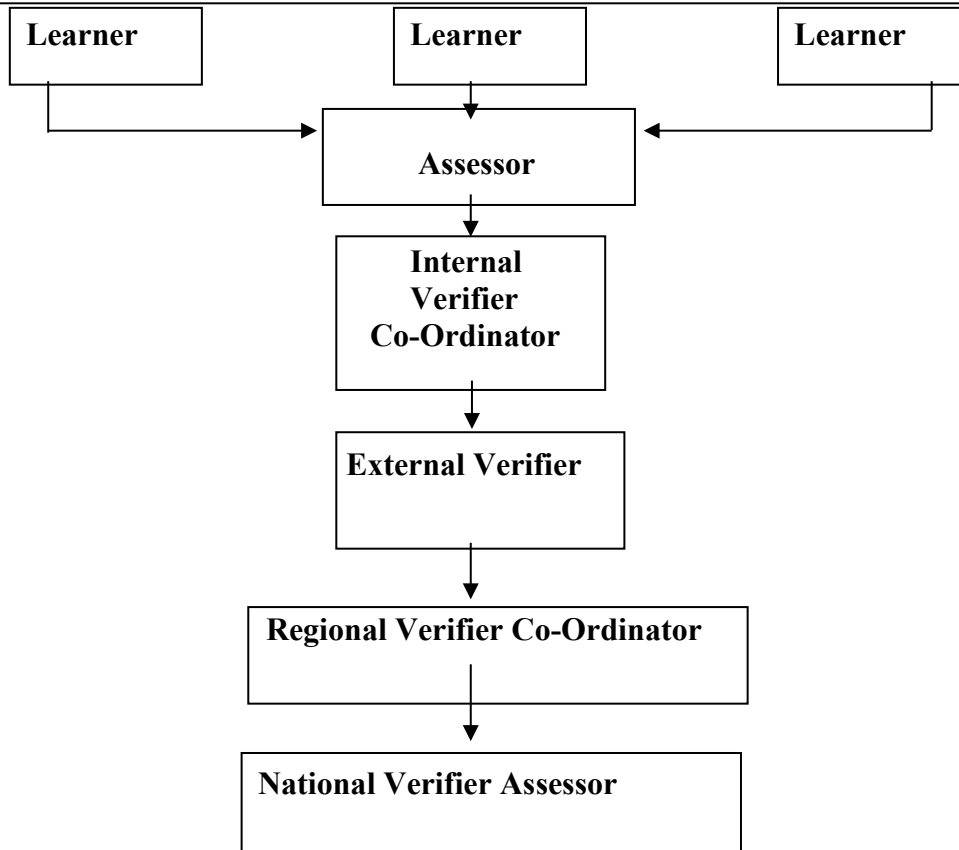 Learner
Learner
Learner
Assessor
Internal
Verifier
Co-Ordinator
External Verifier
Regional Verifier Co-Ordinator
National Verifier Assessor